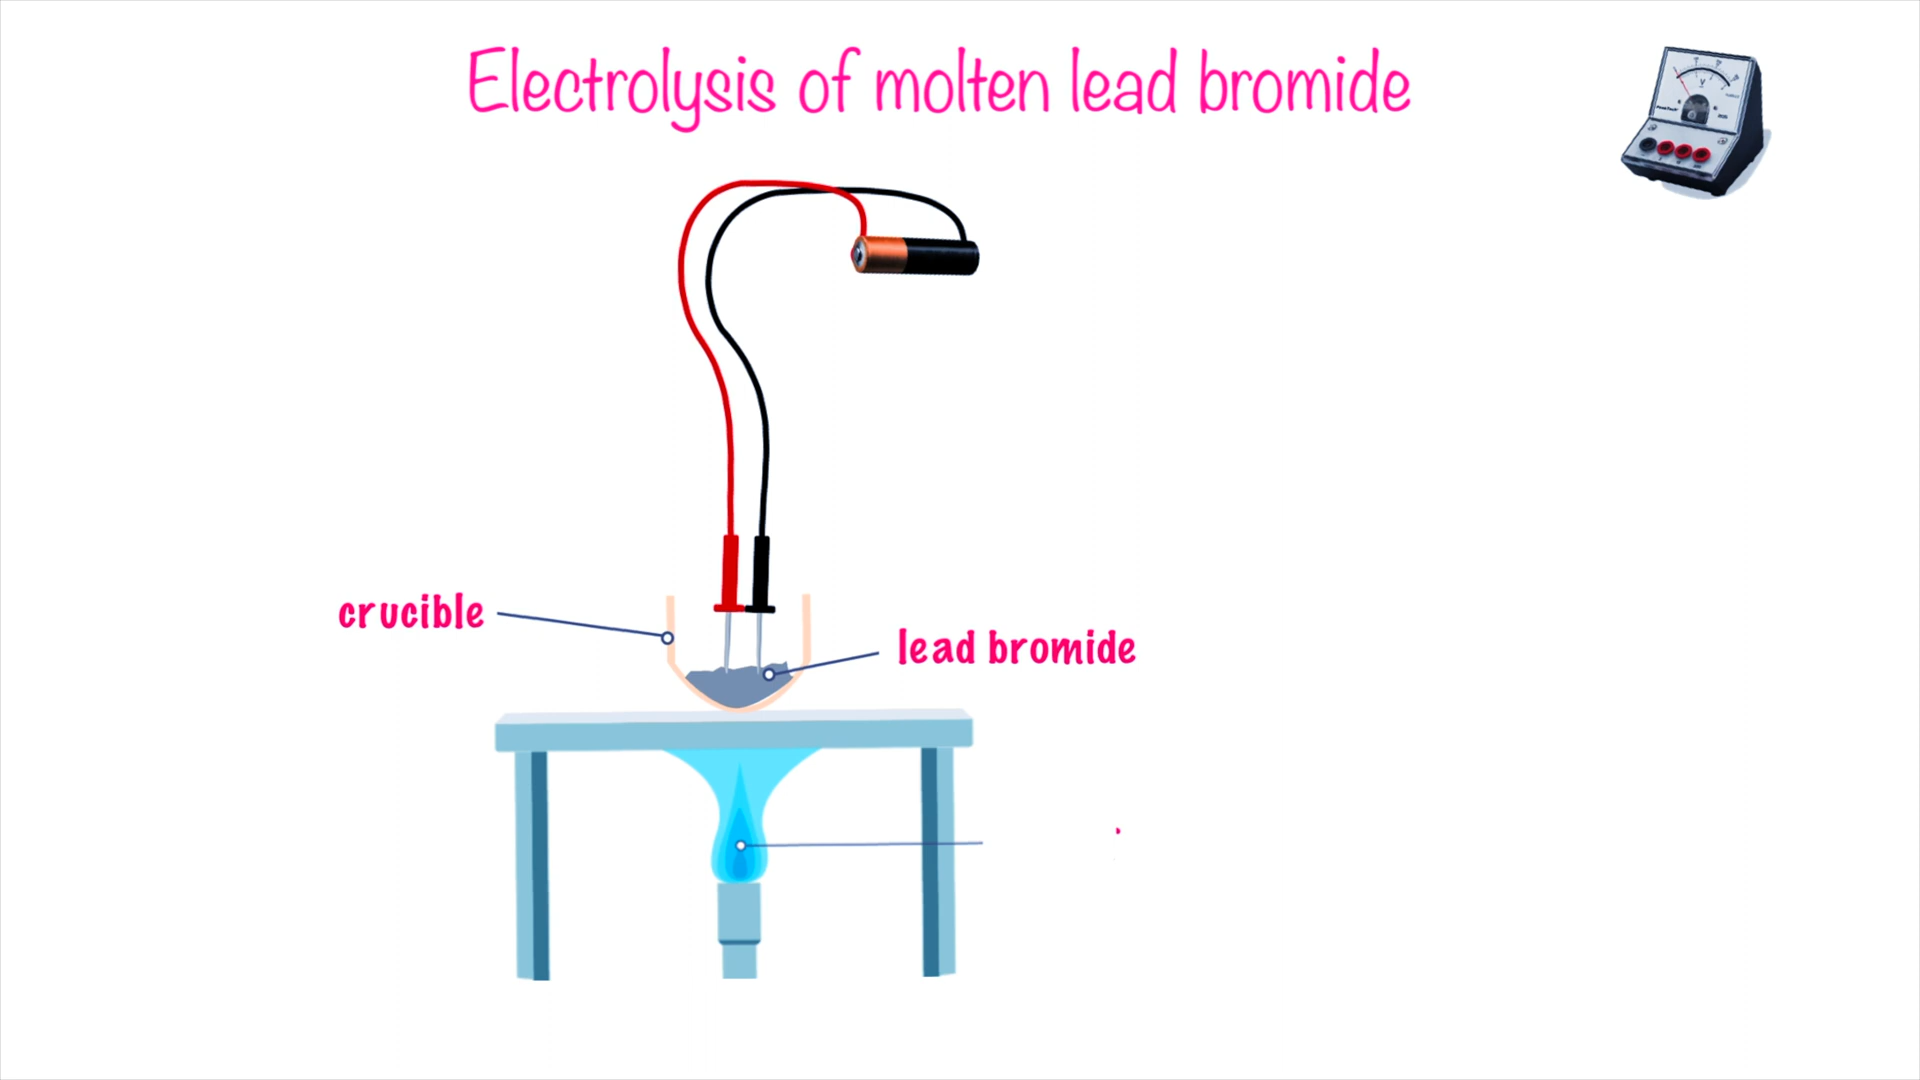 Electrolysis of molten lead bromide
crucible
lead bromide